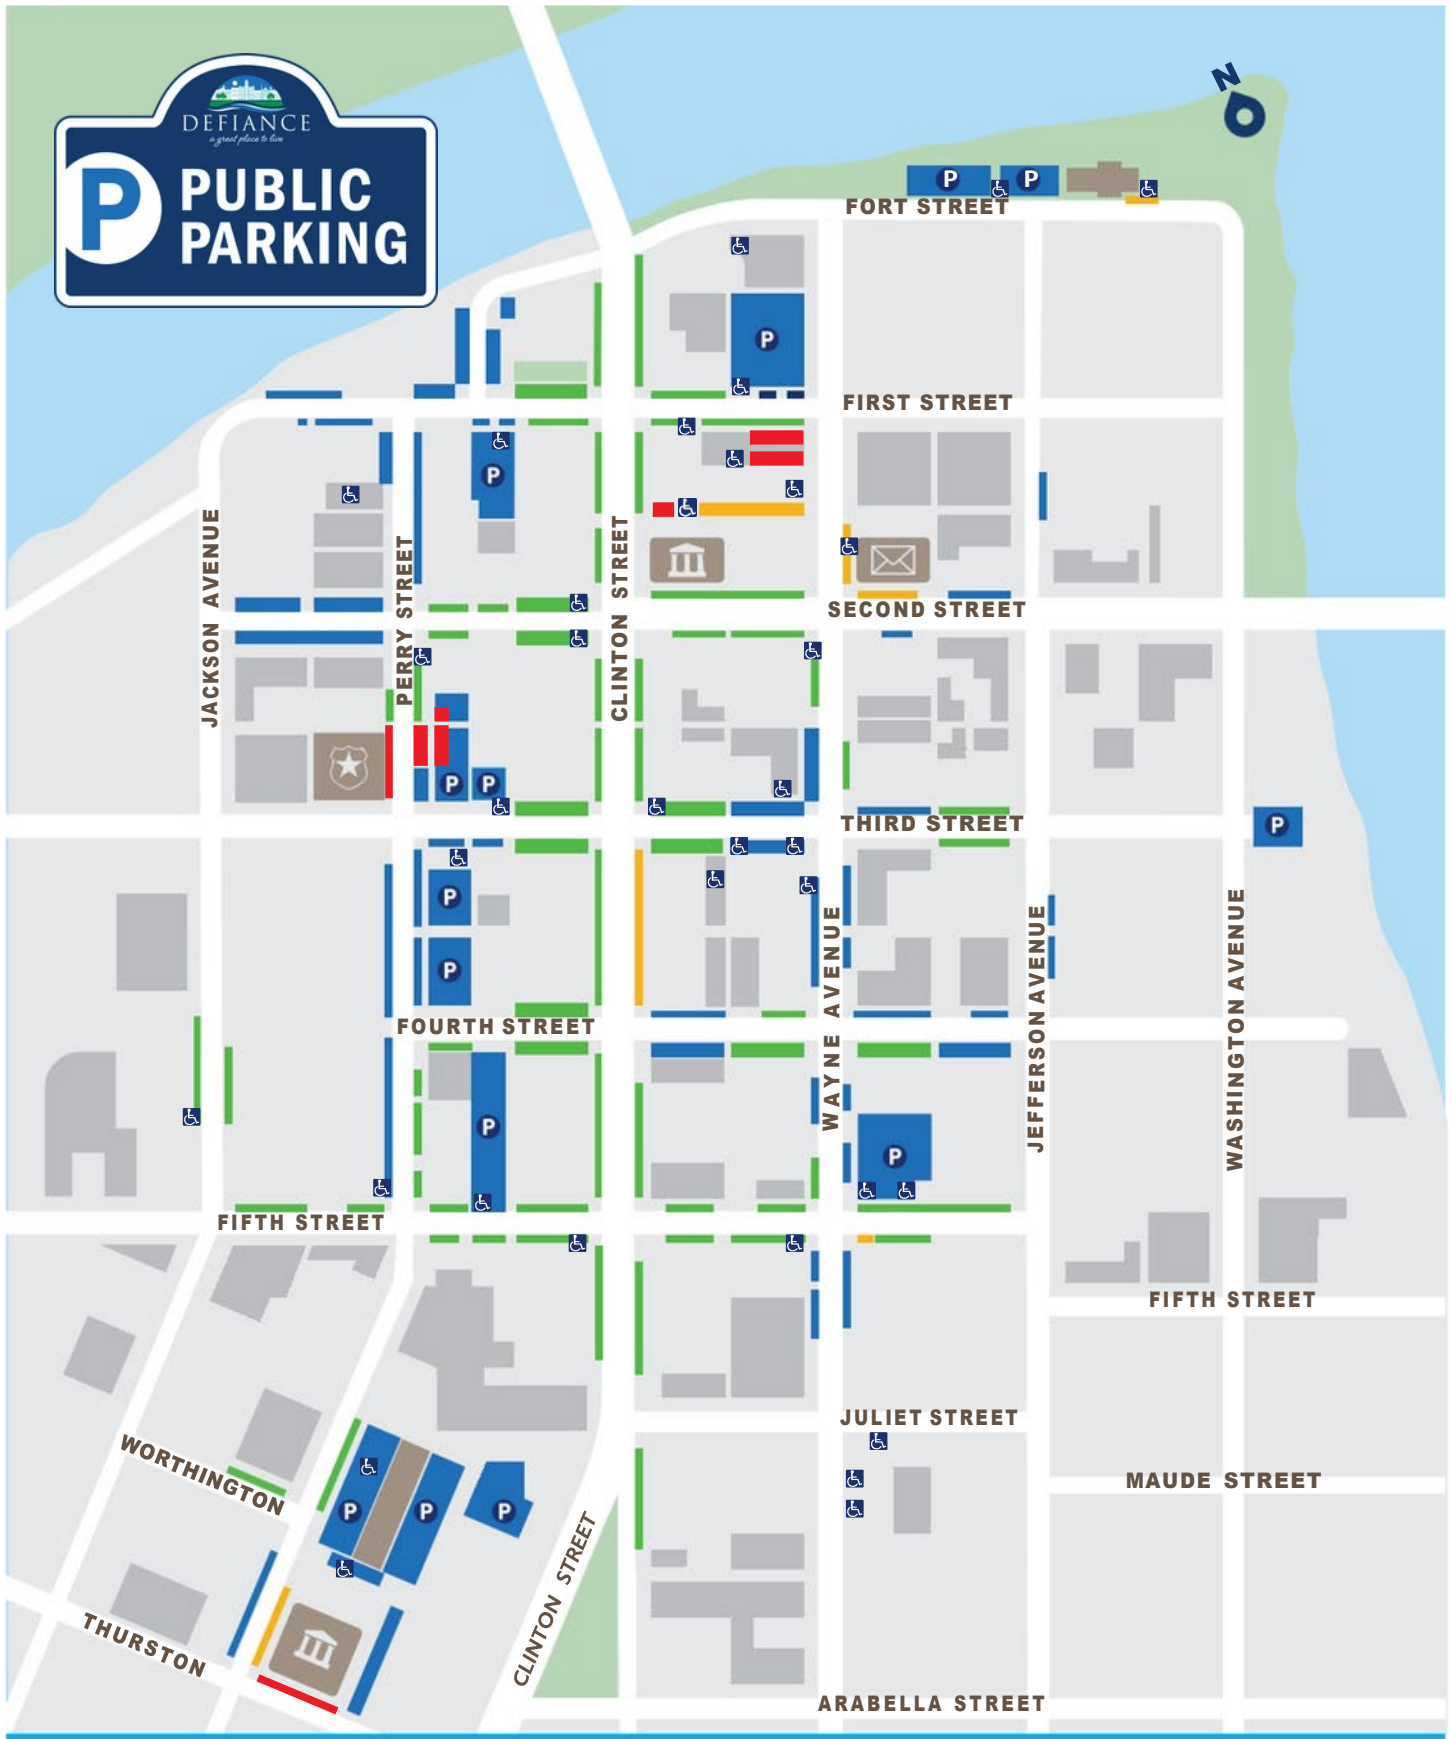 N
DEFIANCE
a great place to live
P PUBLIC
PARKING
P
P
FORT STREET
P
FIRST STREET
P
JACKSON AVENUE
PERRY STREET
CLINTON STREET
SECOND STREET
P
P
THIRD STREET
P
P
P
WAYNE AVENUE
JEFFERSON AVENUE
WASHINGTON AVENUE
FOURTH STREET
P
P
FIFTH STREET
FIFTH STREET
JULIET STREET
WORTHINGTON
MAUDE STREET
P
P
P
CLINTON STREET
THURSTON
ARABELLA STREET